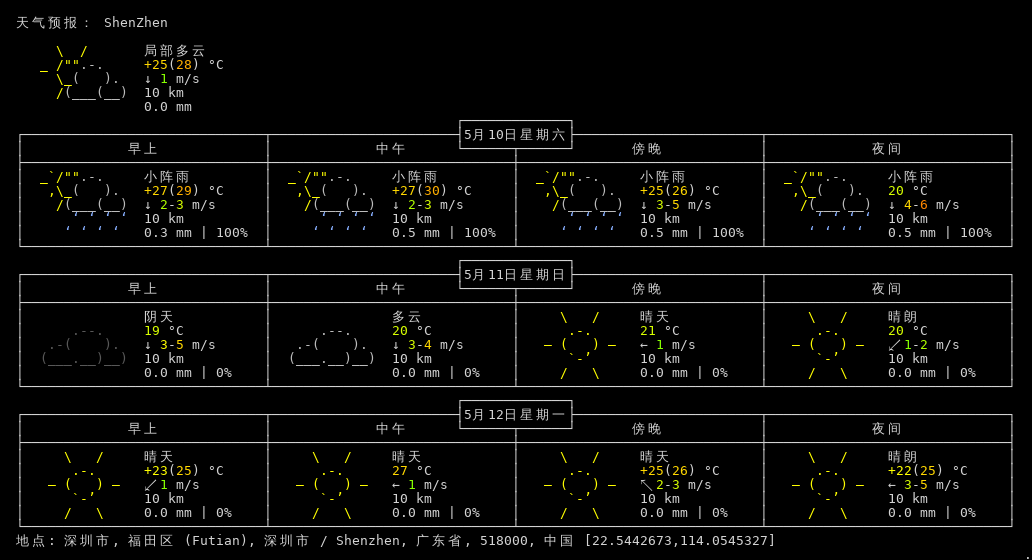 天气预报： ShenZhen
局部多云
+25(28) °C
↓ 1 m/s
10 km
0.0 mm
5月10日星期六
早上 中午 傍晚 夜间
小阵雨 小阵雨 小阵雨 小阵雨
+27(29) °C +27(30) °C +25(26) °C 20 °C
↓ 2-3 m/s ↓ 2-3 m/s ↓ 3-5 m/s ↓ 4-6 m/s
10 km 10 km 10 km 10 km
0.3 mm | 100% 0.5 mm | 100% 0.5 mm | 100% 0.5 mm | 100%
5月11日星期日
早上 中午 傍晚 夜间
阴天 多云 晴天 晴朗
19 °C 20 °C 21 °C 20 °C
↓ 3-5 m/s ↓ 3-4 m/s ← 1 m/s ↙ 1-2 m/s
10 km 10 km 10 km 10 km
0.0 mm | 0% 0.0 mm | 0% 0.0 mm | 0% 0.0 mm | 0%
5月12日星期一
早上 中午 傍晚 夜间
晴天 晴天 晴天 晴朗
+23(25) °C 27 °C +25(26) °C +22(25) °C
↙ 1 m/s ← 1 m/s ↖ 2-3 m/s ← 3-5 m/s
10 km 10 km 10 km 10 km
0.0 mm | 0% 0.0 mm | 0% 0.0 mm | 0% 0.0 mm | 0%
地点: 深圳市, 福田区 (Futian), 深圳市 / Shenzhen, 广东省, 518000, 中国 [22.5442673,114.0545327]